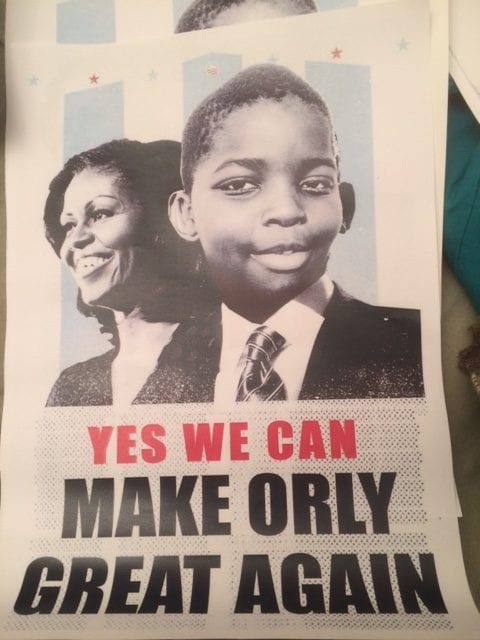 YES WE CAN
MAKE ORLY
GREAT AGAIN